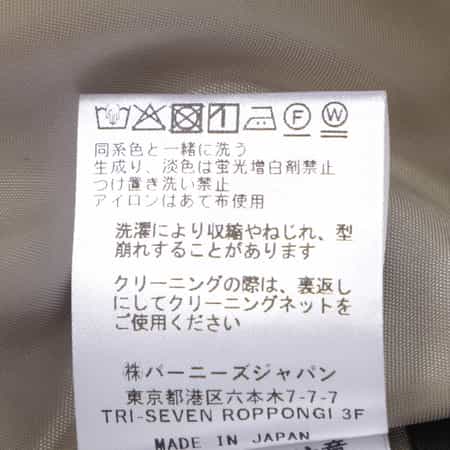 F W
同系色と一緒に洗う
生成り、淡色は蛍光増白剤禁止
つけ置き洗い禁止
アイロンはあて布使用
洗濯により収縮やねじれ、型
崩れすることがあります
クリーニングの際は、裏返し
にしてクリーニングネットを
ご使用ください
㈱バーニーズジャパン
東京都港区六本木7-7-7
TRI-SEVEN ROPPONGI 3F
MADE IN JAPAN